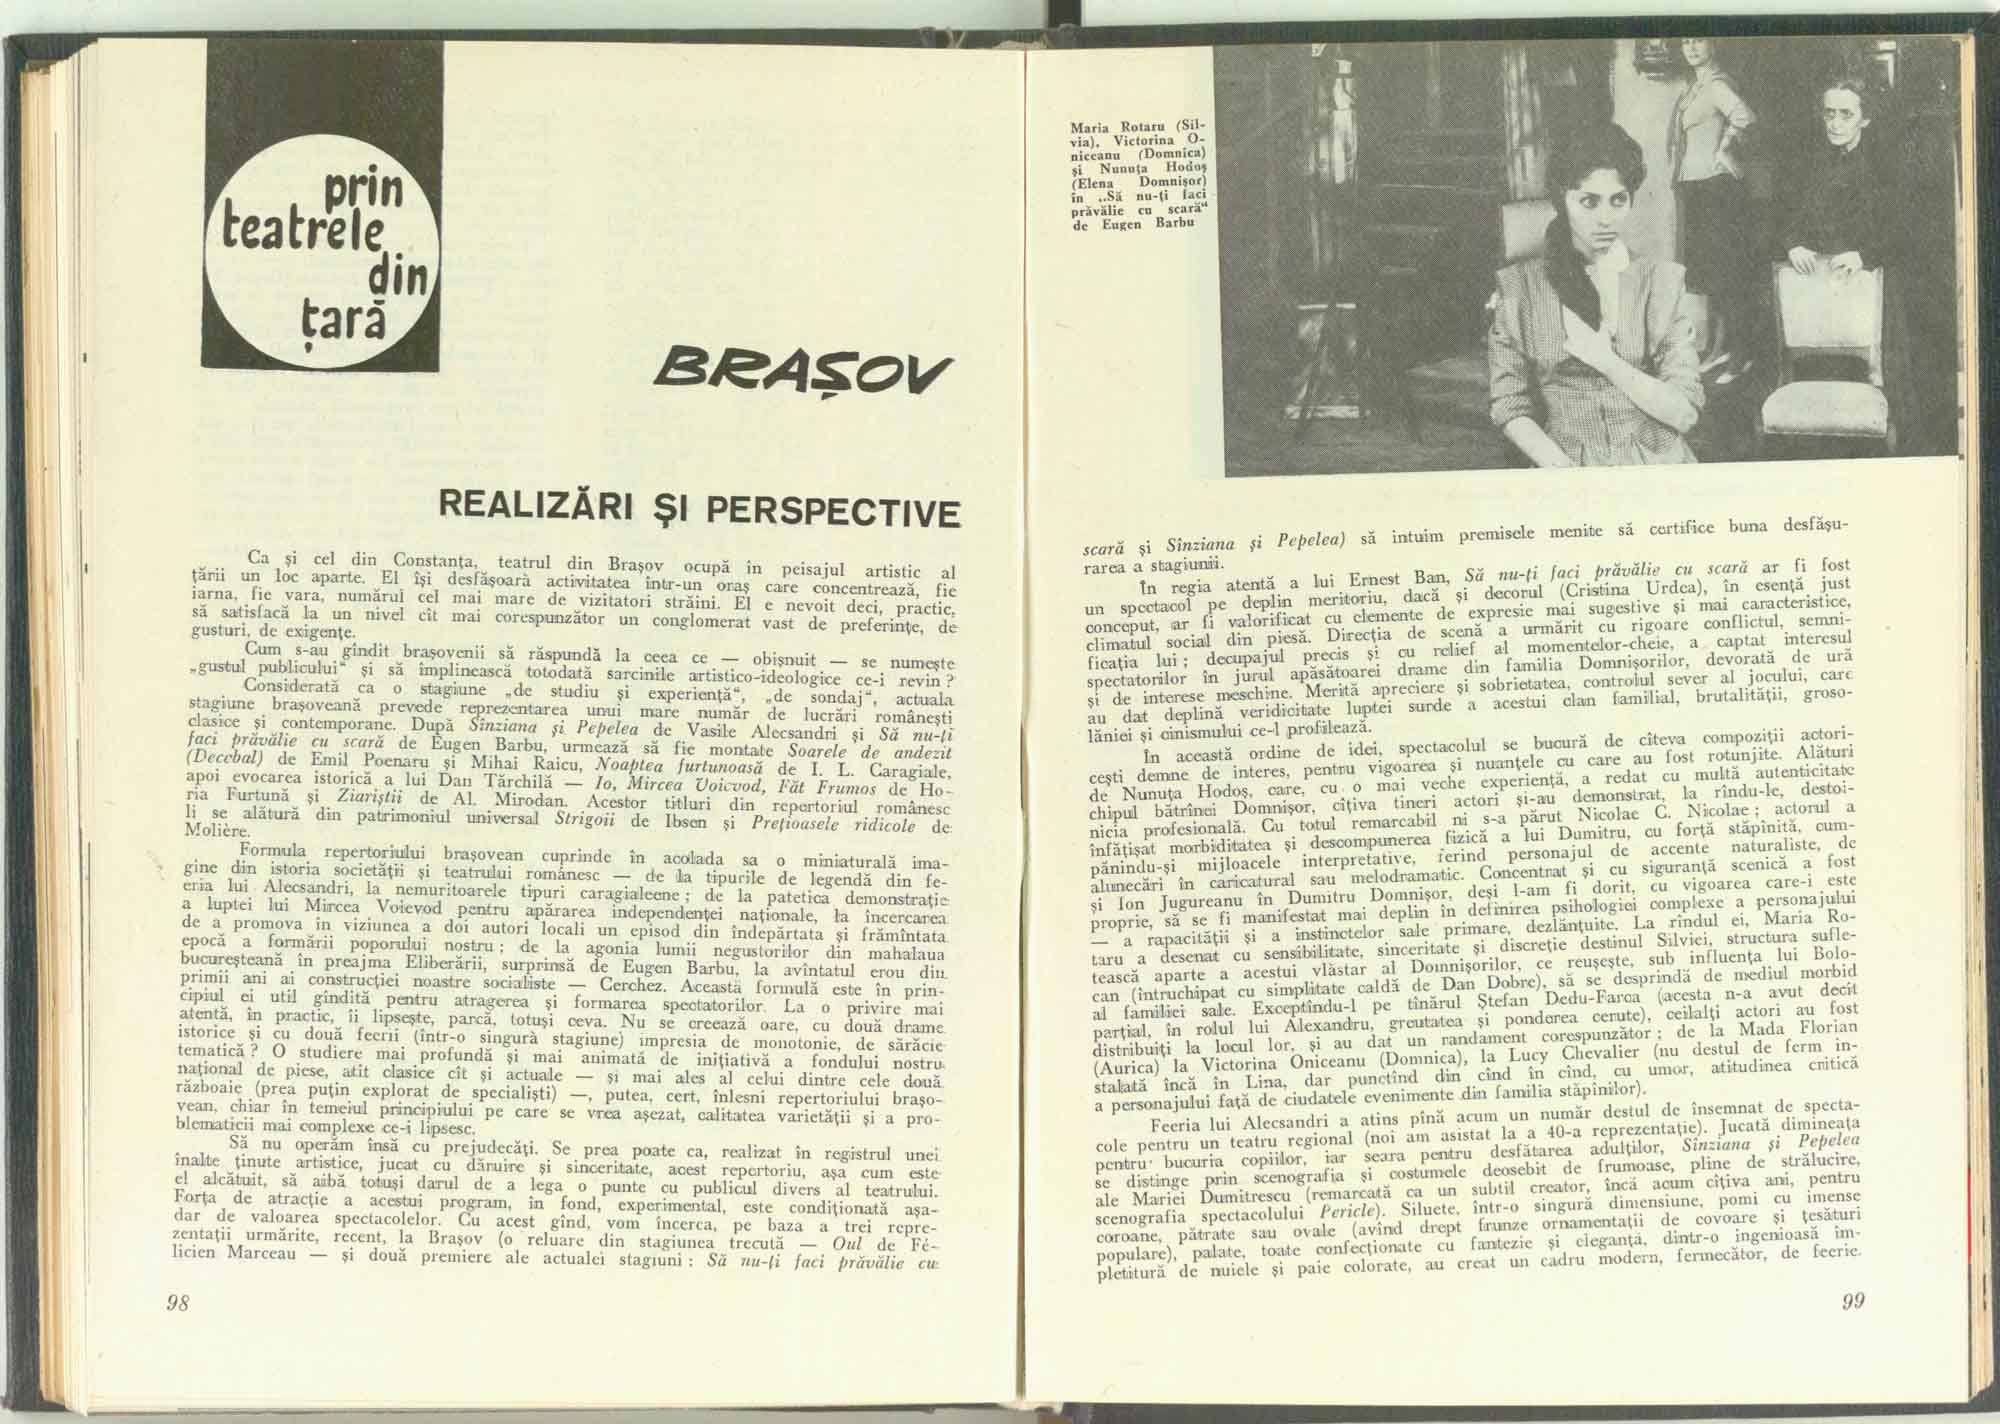 prin
teatrele
din
țară
BRAȘOV
REALIZĂRI ȘI PERSPECTIVE
Ca și cel din Constanța, teatrul din Brașov ocupă în peisajul artistic al
țării un loc aparte. El își desfășoară activitatea într-un oraș care concentrează, fie
iarna, fie vara, numărul cel mai mare de vizitatori străini. El e nevoit deci, practic,
să satisfacă la un nivel cît mai corespunzător un conglomerat vast de preferințe, de
gusturi, de exigențe.
Cum s-au gîndit brașovenii să răspundă la ceea ce — obișnuit — se numește
„gustul publicului“ și să împlinească totodată sarcinile artistico-ideologice ce-i revin ?
Considerată ca o stagiune „de studiu și experiență“, „de sondaj“, actuala
stagiune brașoveană prevede reprezentarea unui mare număr de lucrări românești
clasice și contemporane. După Sînziana și Pepelea de Vasile Alecsandri și Să nu-ți
faci prăvălie cu scară de Eugen Barbu, urmează să fie montate Soarele de andezit
(Decebal) de Emil Poenaru și Mihai Raicu, Noaptea furtunoasă de I. L. Caragiale,
apoi evocarea istorică a lui Dan Tărchilă — Io, Mircea Voievod, Făt Frumos de Ho-
ria Furtună și Ziariștii de Al. Mirodan. Acestor titluri din repertoriul românesc
li se alătură din patrimoniul universal Strigoii de Ibsen și Prețioasele ridicole de
Molière.
Formula repertoriului brașovean cuprinde în acolada sa o miniaturală ima-
gine din istoria societății și teatrului românesc — de la tipurile de legendă din fe-
eria lui Alecsandri, la nemuritoarele tipuri caragialeene ; de la patetica demonstrație
a luptei lui Mircea Voievod pentru apărarea independenței naționale, la încercarea
de a promova în viziunea a doi autori locali un episod din îndepărtata și frămîntata
epocă a formării poporului nostru ; de la agonia lumii negustorilor din mahalaua
bucureșteană în preajma Eliberării, surprinsă de Eugen Barbu, la avîntatul erou din
primii ani ai construcției noastre socialiste — Cerchez. Această formulă este în prin-
cipiul ei util gîndită pentru atragerea și formarea spectatorilor. La o privire mai
atentă, în practic, îi lipsește, parcă, totuși ceva. Nu se creează oare, cu două drame
istorice și cu două feerii (într-o singură stagiune) impresia de monotonie, de sărăcie
tematică ? O studiere mai profundă și mai animată de inițiativă a fondului nostru
național de piese, atît clasice cît și actuale — și mai ales al celui dintre cele două
războaie (prea puțin explorat de specialiști) —, putea, cert, înlesni repertoriului brașo-
vean, chiar în temeiul principiului pe care se vrea așezat, calitatea varietății și a pro-
blematicii mai complexe ce-i lipsesc.
Să nu operăm însă cu prejudecăți. Se prea poate ca, realizat în registrul unei
înalte ținute artistice, jucat cu dăruire și sinceritate, acest repertoriu, așa cum este
el alcătuit, să aibă totuși darul de a lega o punte cu publicul divers al teatrului.
Forța de atracție a acestui program, în fond, experimental, este condiționată așa-
dar de valoarea spectacolelor. Cu acest gînd, vom încerca, pe baza a trei repre-
zentații urmărite, recent, la Brașov (o reluare din stagiunea trecută — Oul de Fé-
licien Marceau — și două premiere ale actualei stagiuni : Să nu-ți faci prăvălie cu
98
Maria Rotaru (Sil-
via), Victorina O-
niceanu (Domnica)
și Nunuța Hodoș
(Elena Domnișor)
în „Să nu-ți faci
prăvălie cu scară“
de Eugen Barbu
scară și Sînziana și Pepelea) să intuim premisele menite să certifice buna desfășu-
rarea a stagiunii.
În regia atentă a lui Ernest Ban, Să nu-ți faci prăvălie cu scară ar fi fost
un spectacol pe deplin meritoriu, dacă și decorul (Cristina Urdea), în esență just
conceput, ar fi valorificat cu elemente de expresie mai sugestive și mai caracteristice,
climatul social din piesă. Direcția de scenă a urmărit cu rigoare conflictul, semni-
ficația lui ; decupajul precis și cu relief al momentelor-cheie, a captat interesul
spectatorilor în jurul apăsătoarei drame din familia Domnișorilor, devorată de ură
și de interese meschine. Merită apreciere și sobrietatea, controlul sever al jocului, care
au dat deplină veridicitate luptei surde a acestui clan familial, brutalității, groso-
lăniei și cinismului ce-l profilează.
În această ordine de idei, spectacolul se bucură de cîteva compoziții actori-
cești demne de interes, pentru vigoarea și nuanțele cu care au fost rotunjite. Alături
de Nunuța Hodoș, care, cu o mai veche experiență, a redat cu multă autenticitate
chipul bătrînei Domnișor, cîțiva tineri actori și-au demonstrat, la rîndu-le, destoi-
nicia profesională. Cu totul remarcabil ni s-a părut Nicolae C. Nicolae ; actorul a
înfățișat morbiditatea și descompunerea fizică a lui Dumitru, cu forță stăpînită, cum-
pănindu-și mijloacele interpretative, ferind personajul de accente naturaliste, de
alunecări în caricatural sau melodramatic. Concentrat și cu siguranță scenică a fost
și Ion Jugureanu în Dumitru Domnișor, deși l-am fi dorit, cu vigoarea care-i este
proprie, să se fi manifestat mai deplin în definirea psihologiei complexe a personajului
— a rapacității și a instinctelor sale primare, dezlănțuite. La rîndul ei, Maria Ro-
taru a desenat cu sensibilitate, sinceritate și discreție destinul Silviei, structura sufle-
tească aparte a acestui vlăstar al Domnișorilor, ce reușește, sub influența lui Bolo-
can (întruchipat cu simplitate caldă de Dan Dobre), să se desprindă de mediul morbid
al familiei sale. Exceptîndu-l pe tînărul Ștefan Dedu-Farca (acesta n-a avut decît
parțial, în rolul lui Alexandru, greutatea și ponderea cerute), ceilalți actori au fost
distribuiți la locul lor, și au dat un randament corespunzător ; de la Mada Florian
(Aurica) la Victorina Oniceanu (Domnica), la Lucy Chevalier (nu destul de ferm in-
stalată încă în Lina, dar punctînd din cînd în cînd, cu umor, atitudinea critică
a personajului față de ciudatele evenimente din familia stăpînilor).
Feeria lui Alecsandri a atins pînă acum un număr destul de însemnat de specta-
cole pentru un teatru regional (noi am asistat la a 40-a reprezentație). Jucată dimineața
pentru bucuria copiilor, iar seara pentru desfătarea adulților, Sînziana și Pepelea
se distinge prin scenografia și costumele deosebit de frumoase, pline de strălucire,
ale Mariei Dumitrescu (remarcată ca un subtil creator, încă acum cîțiva ani, pentru
scenografia spectacolului Pericle). Siluete, într-o singură dimensiune, pomi cu imense
coroane, pătrate sau ovale (avînd drept frunze ornamentații de covoare și țesături
populare), palate, toate confecționate cu fantezie și eleganță, dintr-o ingenioasă îm-
pletitură de nuiele și paie colorate, au creat un cadru modern, fermecător, de feerie.
99